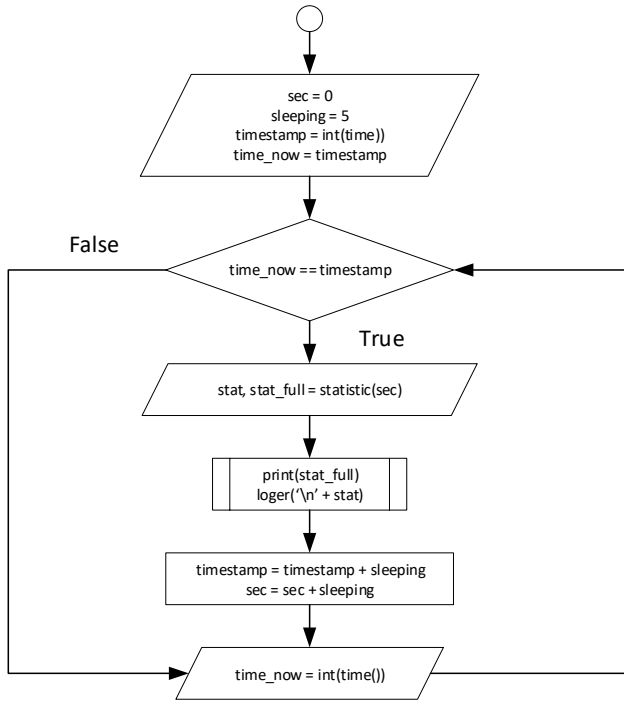 sec = 0
sleeping = 5
timestamp = int(time))
time_now = timestamp
False
time_now == timestamp
True
stat, stat_full = statistic(sec)
print(stat_full)
loger(‘\n’ + stat)
timestamp = timestamp + sleeping
sec = sec + sleeping
time_now = int(time())